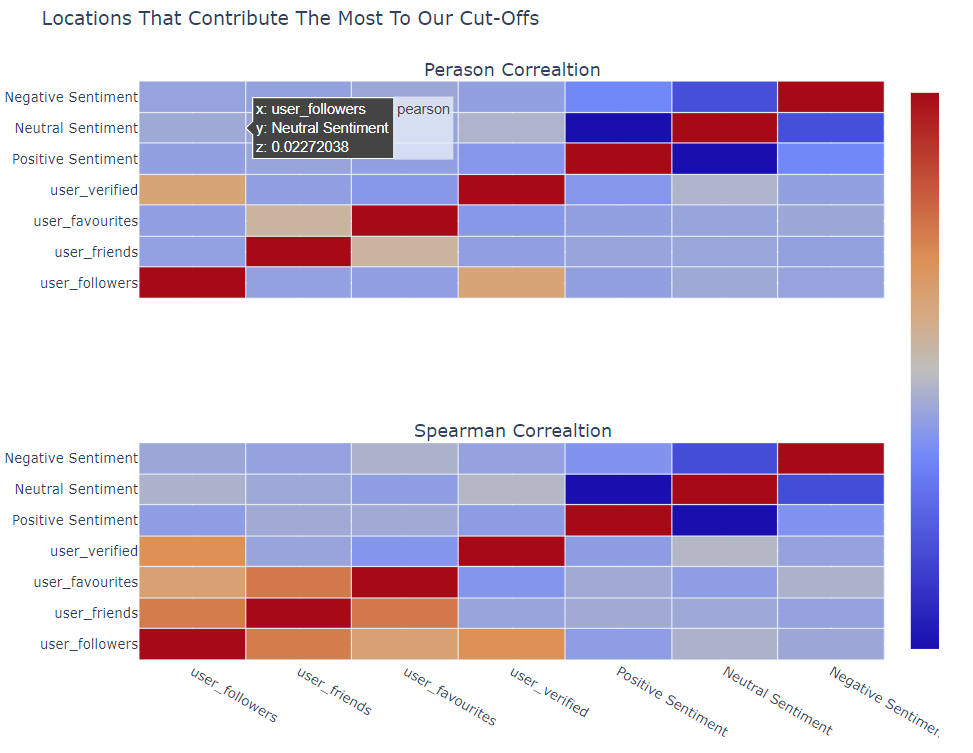 Locations That Contribute The Most To Our Cut-Offs
Perason Correaltion
Negative Sentiment
Neutral Sentiment
Positive Sentiment
user_verified
user_favourites
user_friends
user_followers
x: user_followers
y: Neutral Sentiment
z: 0.02272038
pearson
Spearman Correaltion
Negative Sentiment
Neutral Sentiment
Positive Sentiment
user_verified
user_favourites
user_friends
user_followers
user_followers
user_friends
user_favourites
user_verified
Positive Sentiment
Neutral Sentiment
Negative Sentimen